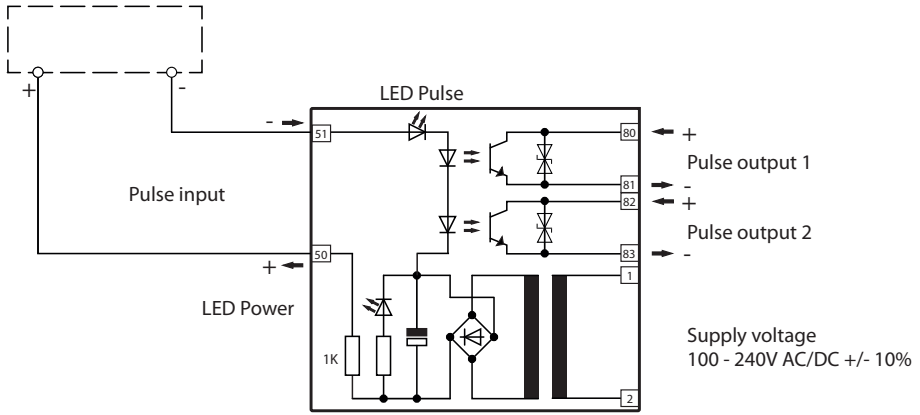 +
-
LED Pulse
-
51
80
+
Pulse output 1
Pulse input
81
-
82
+
Pulse output 2
50
83
-
+
1
LED Power
Supply voltage
1K
100 - 240V AC/DC +/- 10%
2